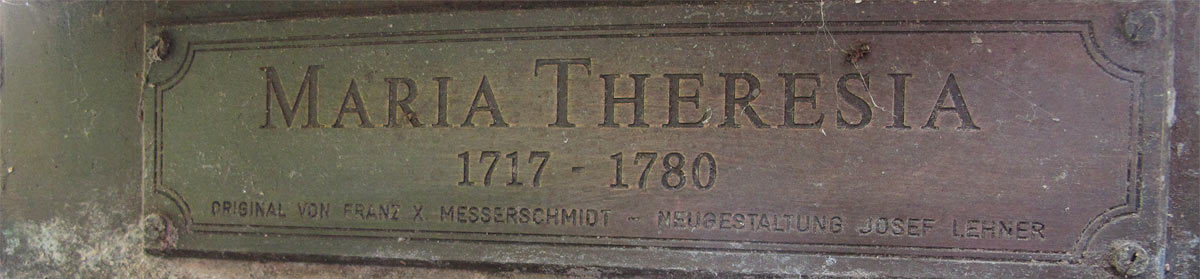 MARIA THERESIA
1717 - 1780
ORIGINAL VON FRANZ X MESSERSCHMIDT - NEUGESTALTUNG JOSEF LEHNER